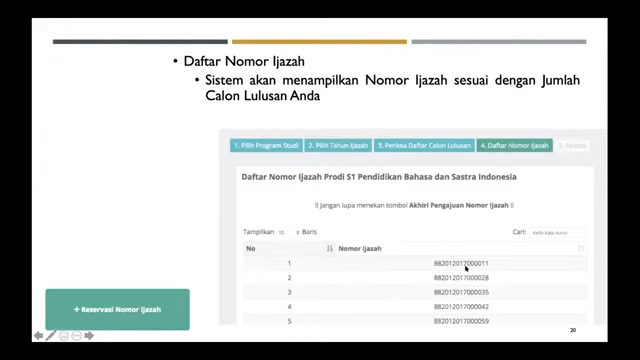 • Daftar Nomor Ijazah
• Sistem akan menampilkan Nomor Ijazah sesuai dengan Jumlah
Calon Lulusan Anda
1. Pilih Program Studi 2. Pilih Tahun Ijazah 3. Periksa Daftar Calon Lulusan 4. Daftar Nomor Ijazah 5. Selesai
Daftar Nomor Ijazah Prodi S1 Pendidikan Bahasa dan Sastra Indonesia
!! Jangan lupa menekan tombol Akhiri Pengajuan Nomor Ijazah !!
Tampilkan 10 Baris Cari: Ketik Kata Kunci
No Nomor Ijazah
1 882012017000011
2 882012017000028
3 882012017000035
4 882012017000042
5 882012017000059
+ Reservasi Nomor iJazah
20